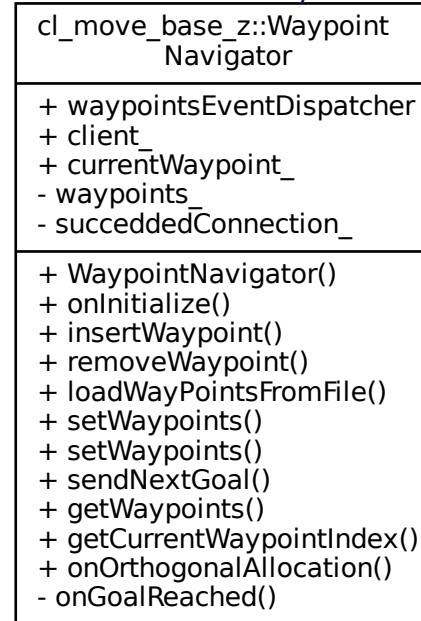 cl_move_base_z::Waypoint
Navigator
+ waypointsEventDispatcher
+ client_
+ currentWaypoint_
- waypoints_
- succeddedConnection_
+ WaypointNavigator()
+ onInitialize()
+ insertWaypoint()
+ removeWaypoint()
+ loadWayPointsFromFile()
+ setWaypoints()
+ setWaypoints()
+ sendNextGoal()
+ getWaypoints()
+ getCurrentWaypointIndex()
+ onOrthogonalAllocation()
- onGoalReached()